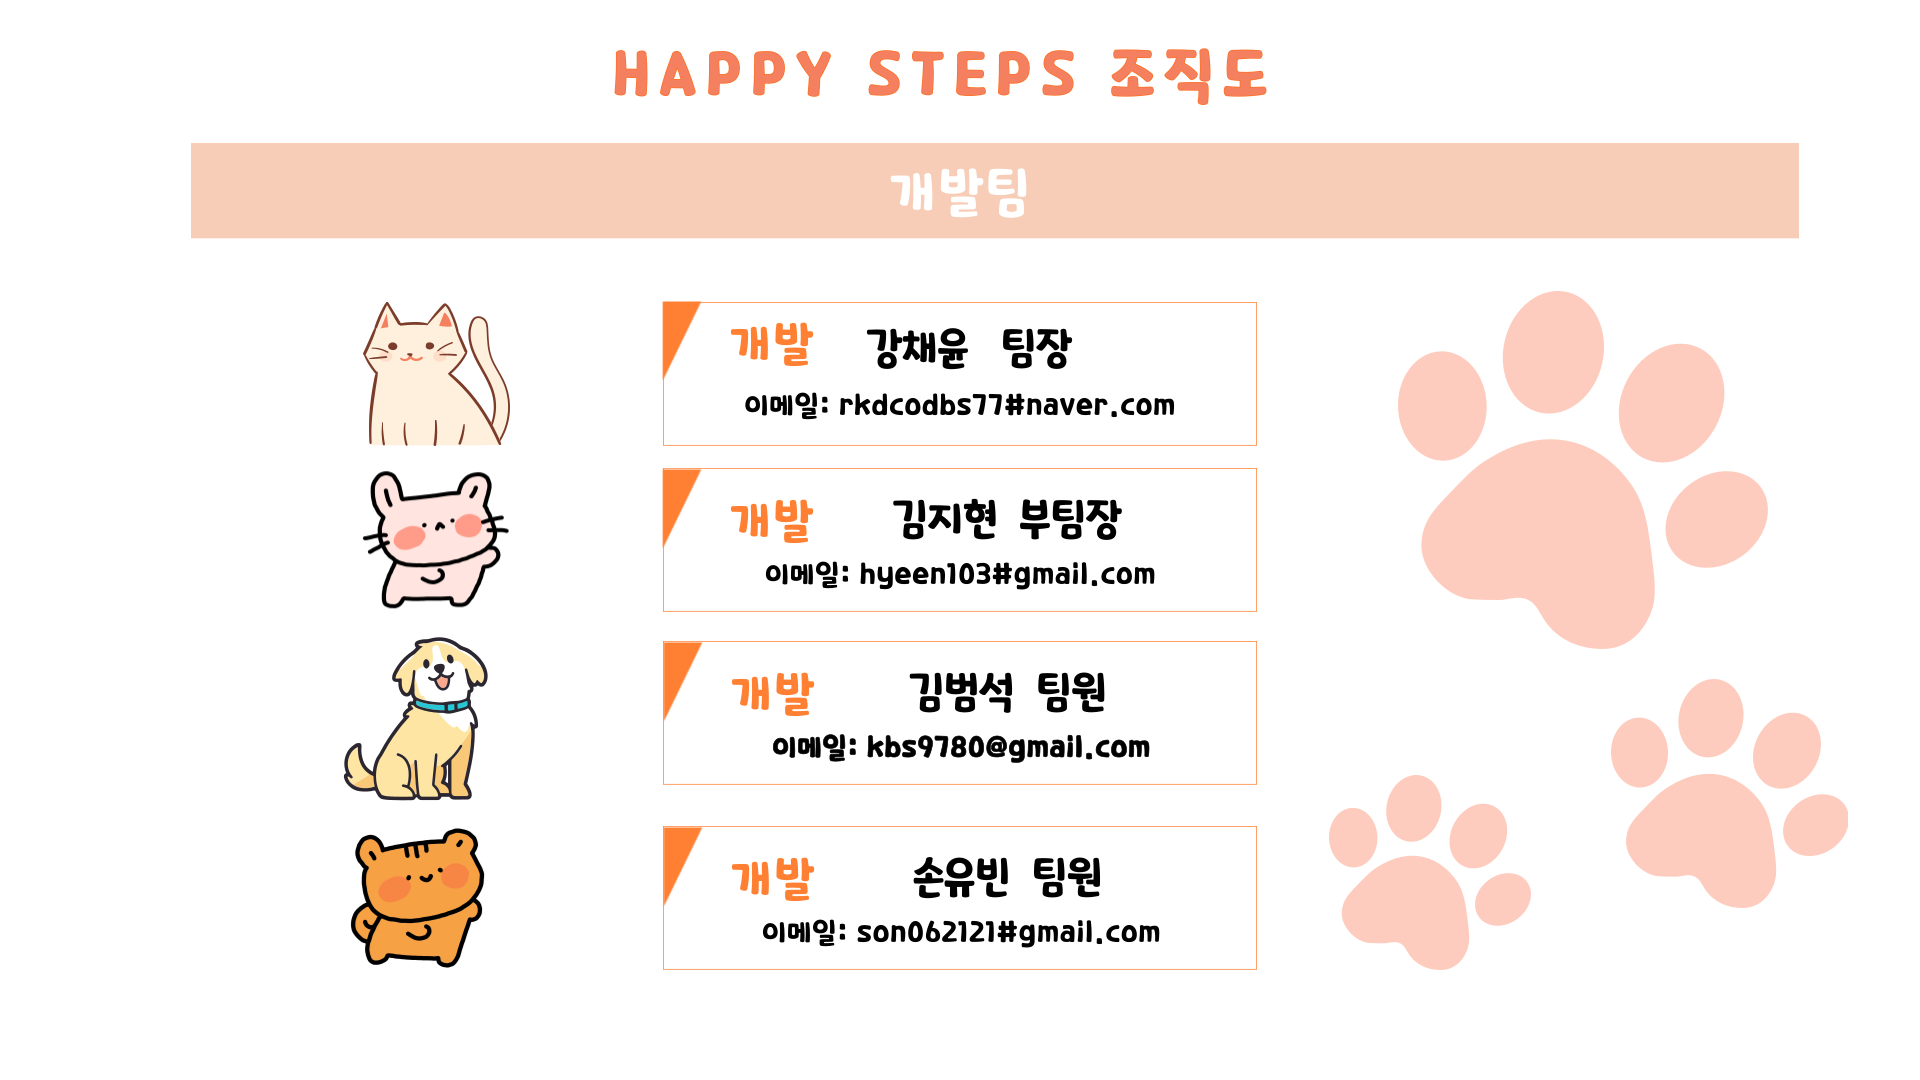 HAPPY STEPS 조직도
개발팀
개발 강채윤 팀장
이메일: rkdcodbs77#naver.com
개발 김지현 부팀장
이메일: hyeen103#gmail.com
개발 김범석 팀원
이메일: kbs9780@gmail.com
개발 손유빈 팀원
이메일: son062121#gmail.com